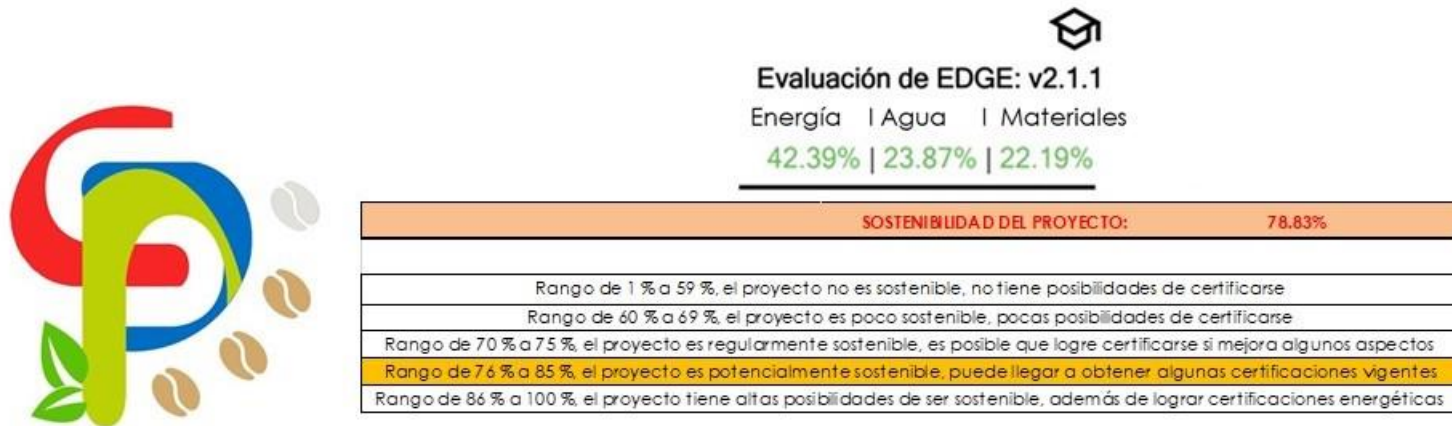 Evaluación de EDGE: v2.1.1
Energía | Agua | Materiales
42.39% | 23.87% | 22.19%
SOSTENIBILIDAD DEL PROYECTO: 78.83%
Rango de 1 % a 59 %, el proyecto no es sostenible, no tiene posibilidades de certificarse
Rango de 60 % a 69 %, el proyecto es poco sostenible, pocas posibilidades de certificarse
Rango de 70 % a 75 %, el proyecto es regularmente sostenible, es posible que logre certificarse si mejora algunos aspectos
Rango de 76 % a 85 %, el proyecto es potencialmente sostenible, puede llegar a obtener algunas certificaciones vigentes
Rango de 86 % a 100 %, el proyecto tiene altas posibilidades de ser sostenible, además de lograr certificaciones energéticas